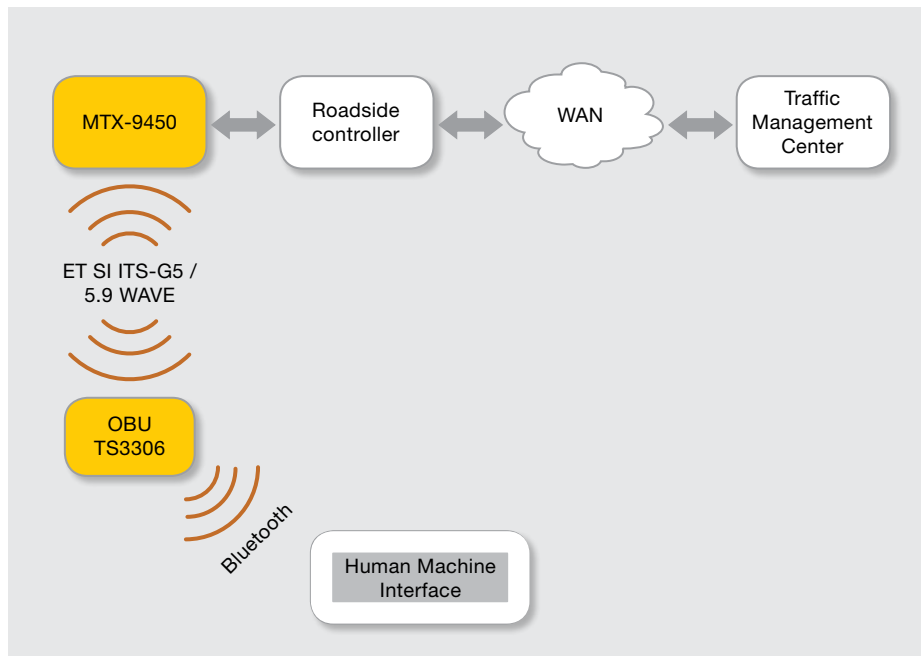 MTX-9450
Roadside
controller
WAN
Traffic
Management
Center
ET SI ITS-G5 /
5.9 WAVE
OBU
TS3306
Bluetooth
Human Machine
Interface